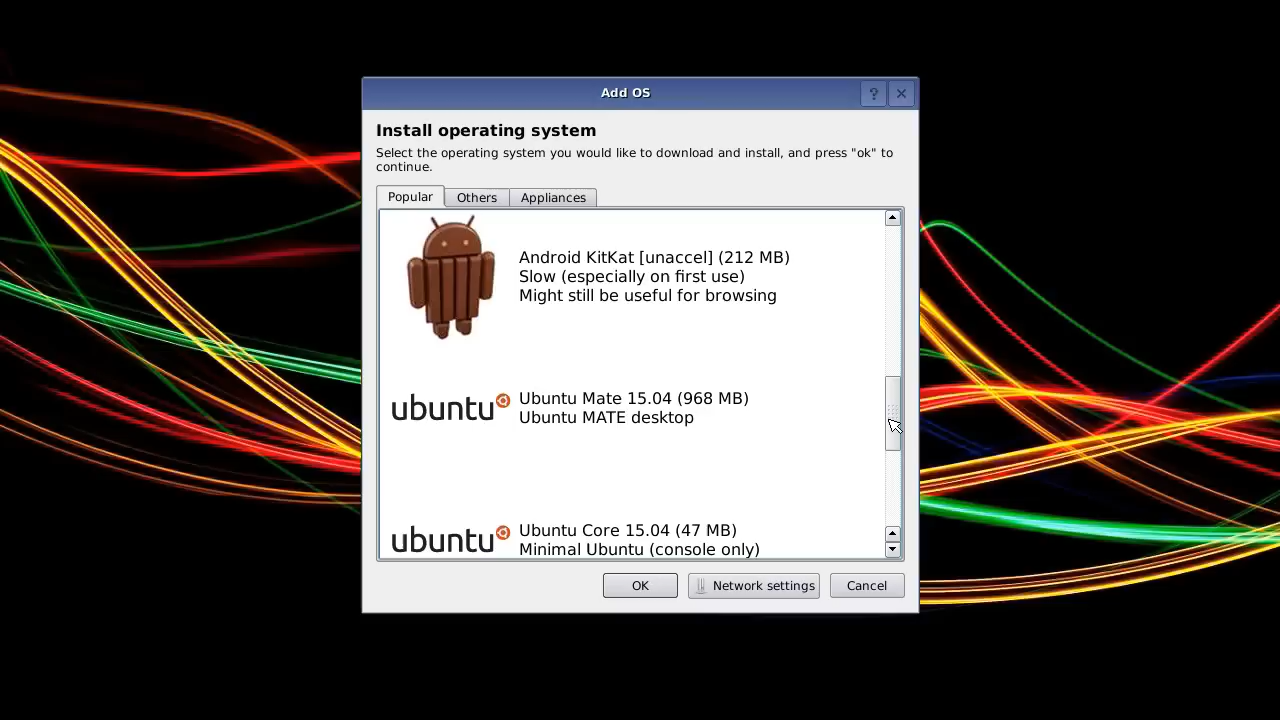 Add OS
?
Install operating system
Select the operating system you would like to download and install, and press "ok" to
continue.
Popular
Others
Appliances
Android KitKat [unaccel] (212 MB)
Slow (especially on first use)
Might still be useful for browsing
ubuntu
Ubuntu Mate 15.04 (968 MB)
Ubuntu MATE desktop
ubuntu
Ubuntu Core 15.04 (47 MB)
Minimal Ubuntu (console only)
OK
Network settings
Cancel